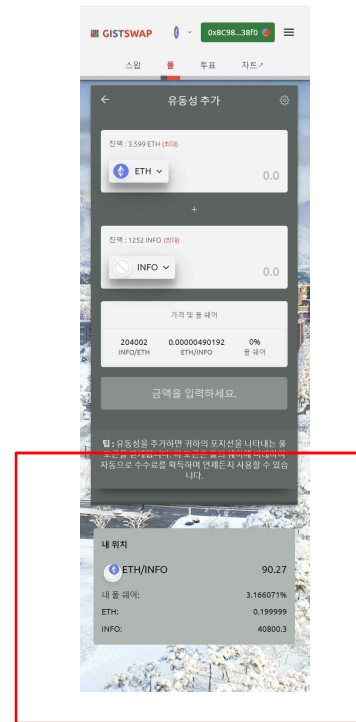 GISTSWAP
0x8C98...38f0
스왑 풀 투표 차트↗
유동성 추가
잔액 : 3.599 ETH (최대)
ETH
0.0
+
잔액 : 1252 INFO (최대)
INFO
0.0
가격 및 풀 쉐어
204002 0.00000490192 0%
INFO/ETH ETH/INFO 풀 쉐어
금액을 입력하세요.
팁 : 유동성을 추가하면 귀하의 포지션을 나타내는 풀
자동으로 수수료를 획득하며 언제든지 사용할 수 있습
니다.
내 위치
ETH/INFO 90.27
내 풀 쉐어: 3.166071%
ETH: 0.199999
INFO: 40800.3